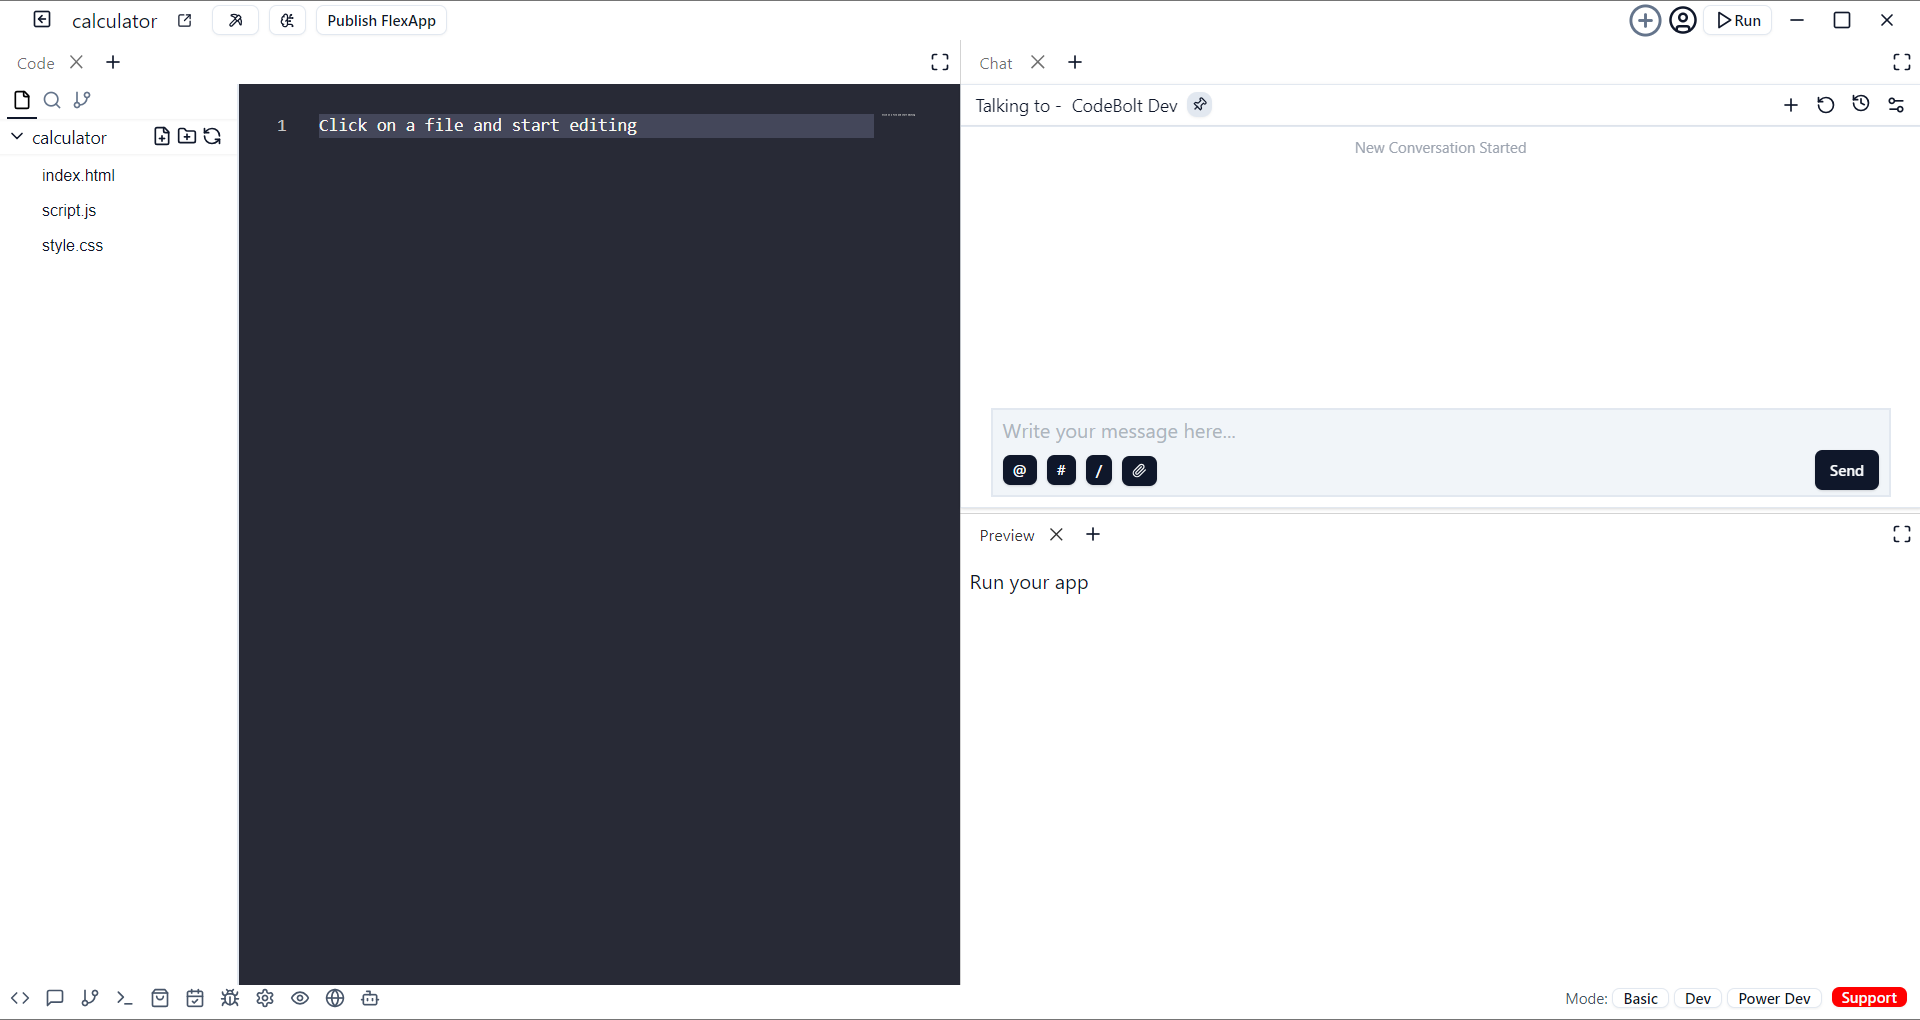 calculator Publish FlexApp Run
Code
calculator
index.html
script.js
style.css
1 Click on a file and start editing
Chat
Talking to - CodeBolt Dev
New Conversation Started
Write your message here...
@ # / Send
Preview
Run your app
Mode: Basic Dev Power Dev Support